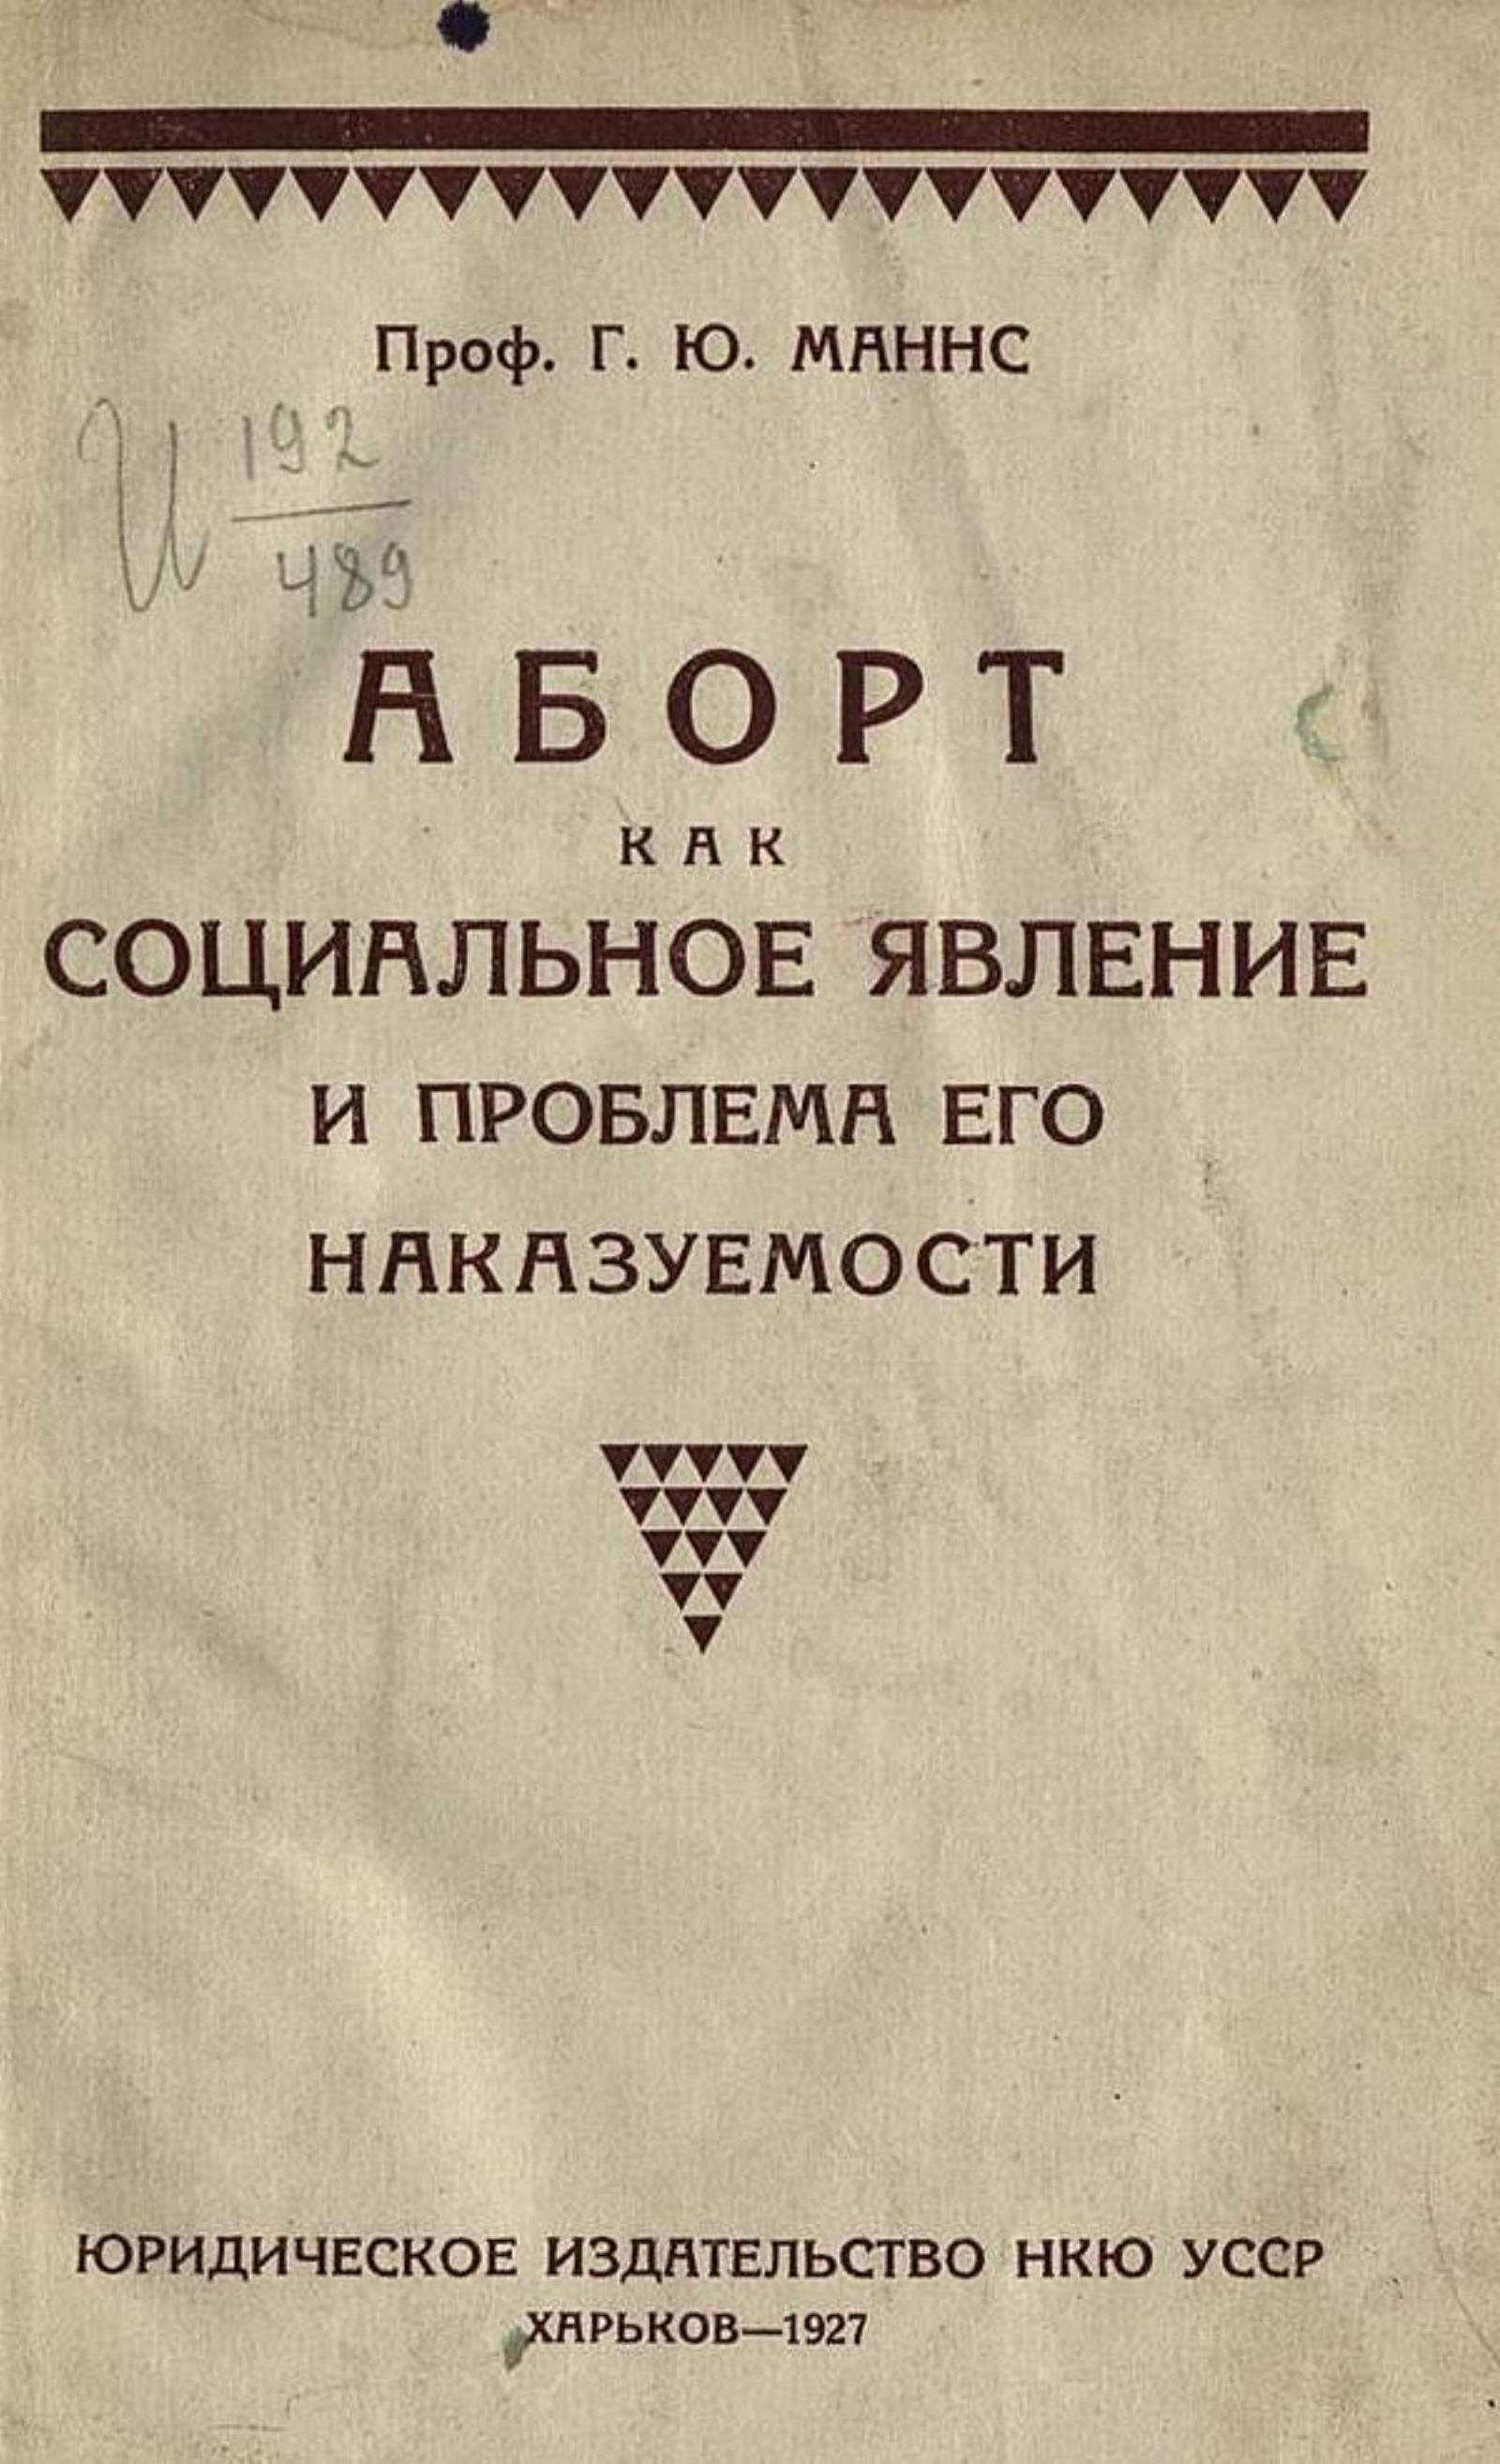 Проф. Г. Ю. МАННС
И 192
489
АБОРТ
КАК
СОЦИАЛЬНОЕ ЯВЛЕНИЕ
И ПРОБЛЕМА ЕГО
НАКАЗУЕМОСТИ
ЮРИДИЧЕСКОЕ ИЗДАТЕЛЬСТВО НКЮ УССР
ХАРЬКОВ—1927